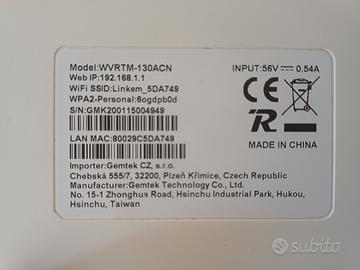 Model:WVRTM-130ACN
Web IP:192.168.1.1
WiFi SSID:Linkem_5DA749
WPA2-Personal:6ogdpb0d
S/N:GMK200115004949
LAN MAC:80029C5DA749
INPUT:56V⎓0.54A
CE
R
MADE IN CHINA
Importer:Gemtek CZ, s.r.o.
Chebská 555/7, 32200, Plzeň Křimice, Czech Republic
Manufacturer:Gemtek Technology Co., Ltd.
No. 15-1 Zhonghua Road, Hsinchu Industrial Park, Hukou,
Hsinchu, Taiwan
subito